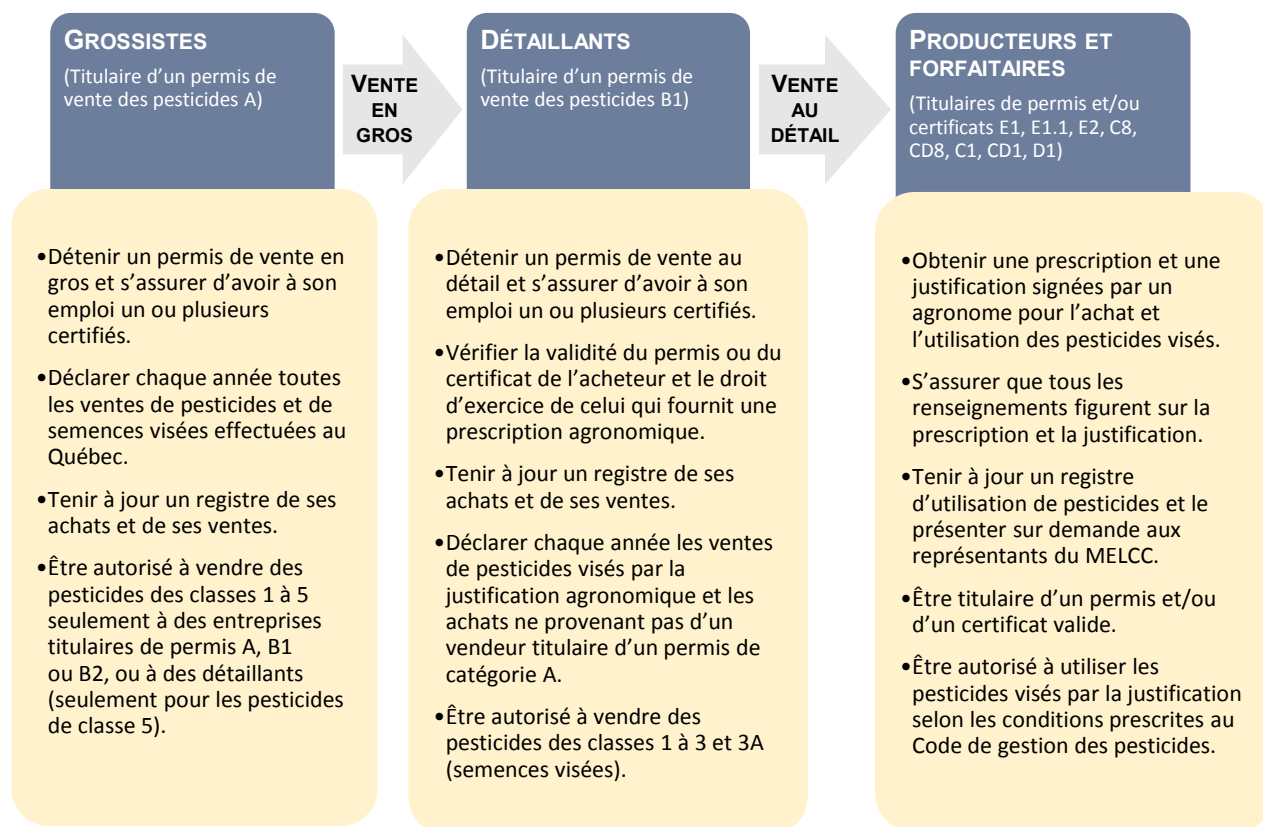 GROSSISTES
(Titulaire d'un permis de
vente des pesticides A)
•Détenir un permis de vente en
gros et s'assurer d'avoir à son
emploi un ou plusieurs
certifiés.
•Déclarer chaque année toutes
les ventes de pesticides et de
semences visées effectuées au
Québec.
•Tenir à jour un registre de ses
achats et de ses ventes.
•Être autorisé à vendre des
pesticides des classes 1 à 5
seulement à des entreprises
titulaires de permis A, B1
ou B2, ou à des détaillants
(seulement pour les pesticides
de classe 5).
VENTE
EN
GROS
DÉTAILLANTS
(Titulaire d'un permis de
vente des pesticides B1)
•Détenir un permis de vente au
détail et s'assurer d'avoir à son
emploi un ou plusieurs certifiés.
•Vérifier la validité du permis ou du
certificat de l'acheteur et le droit
d'exercice de celui qui fournit une
prescription agronomique.
•Tenir à jour un registre de ses
achats et de ses ventes.
•Déclarer chaque année les ventes
de pesticides visés par la
justification agronomique et les
achats ne provenant pas d'un
vendeur titulaire d'un permis de
catégorie A.
•Être autorisé à vendre des
pesticides des classes 1 à 3 et 3A
(semences visées).
VENTE
AU
DÉTAIL
PRODUCTEURS ET
FORFAITAIRES
(Titulaires de permis et/ou
certificats E1, E1.1, E2, C8,
CD8, C1, CD1, D1)
•Obtenir une prescription et une
justification signées par un
agronome pour l'achat et
l'utilisation des pesticides visés.
•S'assurer que tous les
renseignements figurent sur la
prescription et la justification.
•Tenir à jour un registre
d'utilisation de pesticides et le
présenter sur demande aux
représentants du MELCC.
•Être titulaire d'un permis et/ou
d'un certificat valide.
•Être autorisé à utiliser les
pesticides visés par la justification
selon les conditions prescrites au
Code de gestion des pesticides.